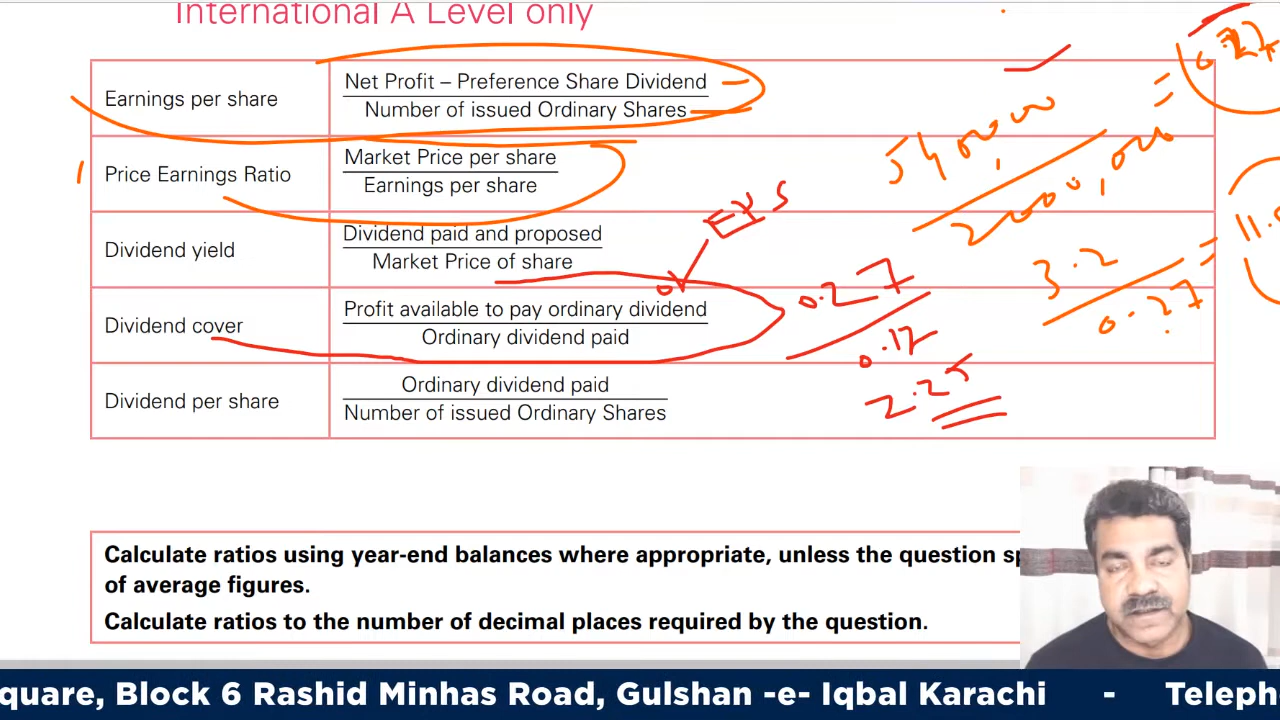 International A Level only
Earnings per share
Net Profit – Preference Share Dividend
Number of issued Ordinary Shares
Price Earnings Ratio
Market Price per share
Earnings per share
Dividend yield
Dividend paid and proposed
Market Price of share
Dividend cover
Profit available to pay ordinary dividend
Ordinary dividend paid
Dividend per share
Ordinary dividend paid
Number of issued Ordinary Shares
EPS
0.27
0.12
2.25
= 0.27
3.2
0.27
=
Calculate ratios using year-end balances where appropriate, unless the question sp
of average figures.
Calculate ratios to the number of decimal places required by the question.
quare, Block 6 Rashid Minhas Road, Gulshan -e- Iqbal Karachi - Teleph